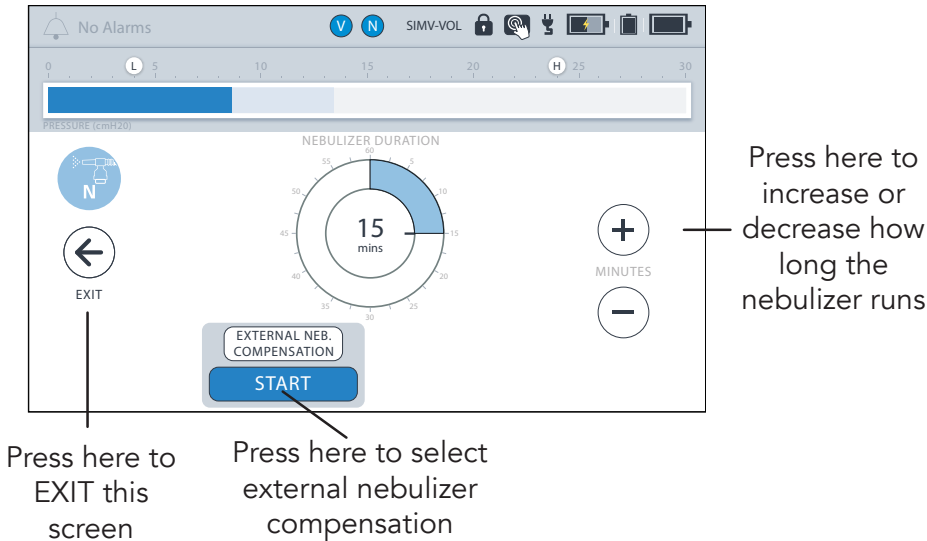 No Alarms
V N SIMV-VOL
0 L 5 10 15 20 H 25 30
PRESSURE (cmH20)
NEBULIZER DURATION
60
55 5
50 10
45 15
40 20
35 25
30
15
mins
N
EXIT
+
MINUTES
−
EXTERNAL NEB.
COMPENSATION
START
Press here to
increase or
decrease how
long the
nebulizer runs
Press here to
EXIT this
screen
Press here to select
external nebulizer
compensation